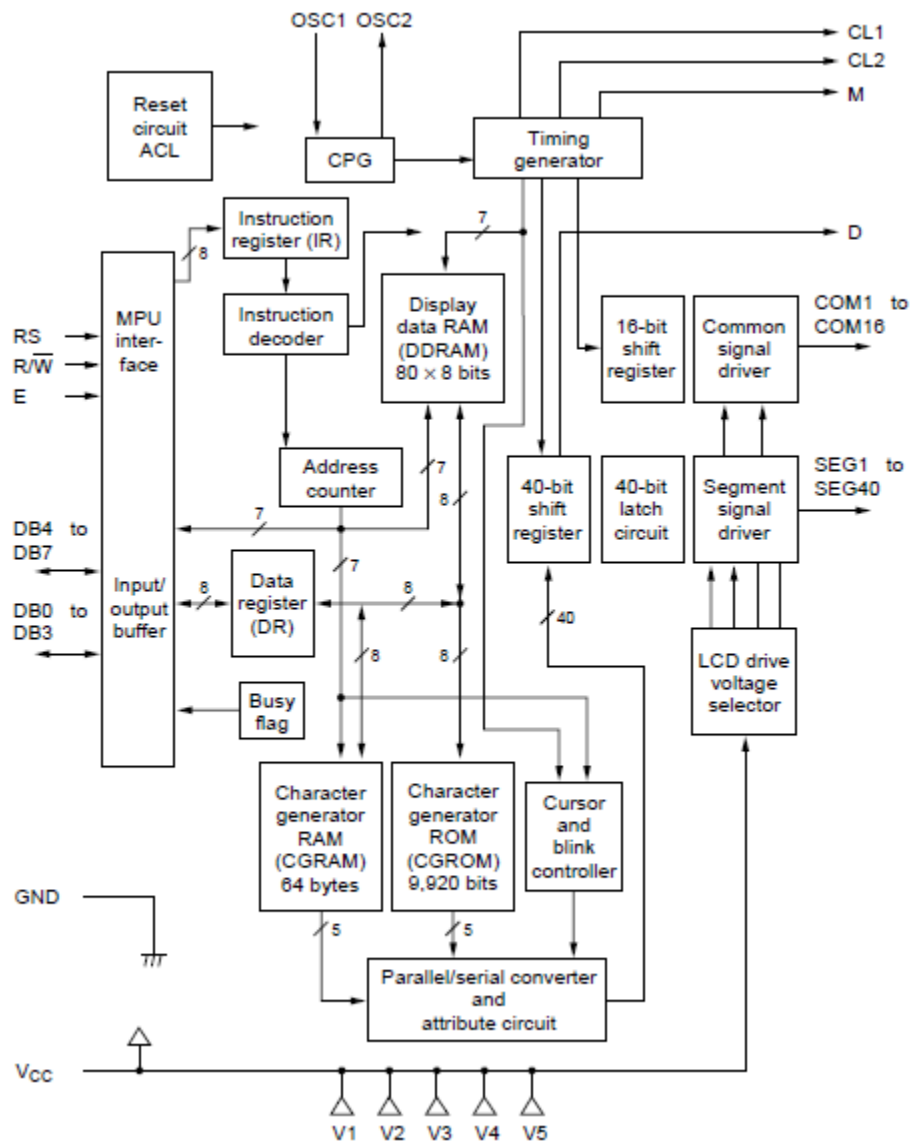 OSC1 OSC2
CL1
CL2
M
Reset
circuit
ACL
CPG
Timing
generator
Instruction
register (IR)
8
7
D
MPU
inter-
face
Instruction
decoder
Display
data RAM
(DDRAM)
80 × 8 bits
16-bit
shift
register
Common
signal
driver
COM1 to
COM16
RS
R/W̅
E
Address
counter
7
8
40-bit
shift
register
40-bit
latch
circuit
Segment
signal
driver
SEG1 to
SEG40
DB4 to
DB7
7
7
Input/
output
buffer
8
Data
register
(DR)
8
DB0 to
DB3
8
8
40
LCD drive
voltage
selector
Busy
flag
Character
generator
RAM
(CGRAM)
64 bytes
Character
generator
ROM
(CGROM)
9,920 bits
Cursor
and
blink
controller
GND
5
5
Parallel/serial converter
and
attribute circuit
VCC
V1 V2 V3 V4 V5